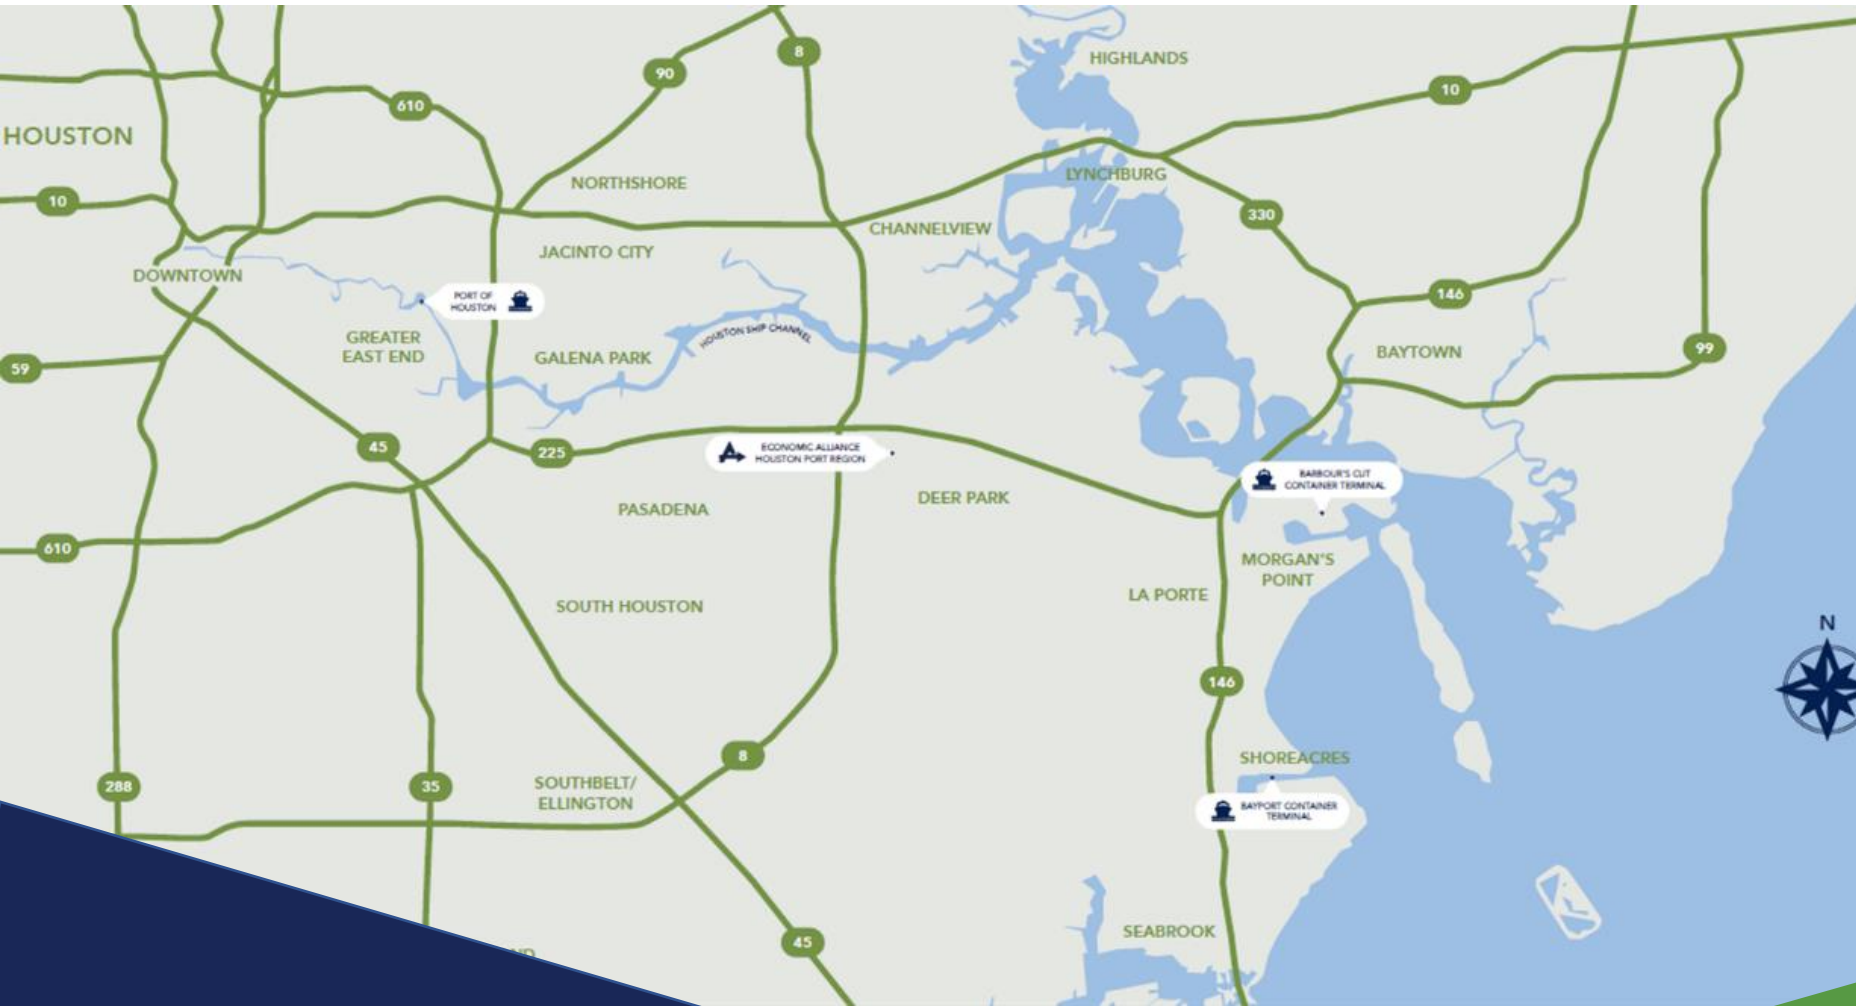 HIGHLANDS
8
90
10
610
HOUSTON
LYNCHBURG
NORTHSHORE
10
330
CHANNELVIEW
JACINTO CITY
DOWNTOWN
146
PORT OF
HOUSTON
HOUSTON SHIP CHANNEL
GREATER
EAST END
GALENA PARK
BAYTOWN
99
59
45
225
ECONOMIC ALLIANCE
HOUSTON PORT REGION
BARBOUR'S CUT
CONTAINER TERMINAL
DEER PARK
PASADENA
610
MORGAN'S
POINT
LA PORTE
SOUTH HOUSTON
N
146
8
SHOREACRES
288
35
SOUTHBELT/
ELLINGTON
BAYPORT CONTAINER
TERMINAL
SEABROOK
45